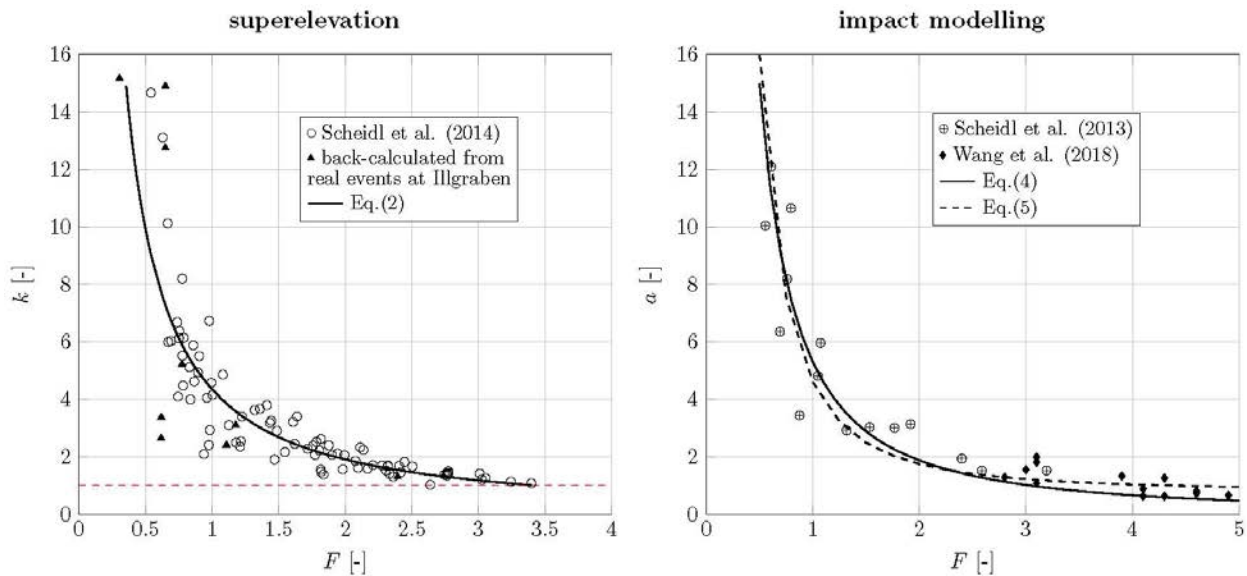 superelevation
16
14
12
10
8
6
4
2
0
k [-]
Scheidl et al. (2014)
back-calculated from
real events at Illgraben
Eq.(2)
0
0.5
1
1.5
2
2.5
3
3.5
4
F [-]
impact modelling
16
14
12
10
8
6
4
2
0
a [-]
Scheidl et al. (2013)
Wang et al. (2018)
Eq.(4)
Eq.(5)
0
1
2
3
4
5
F [-]